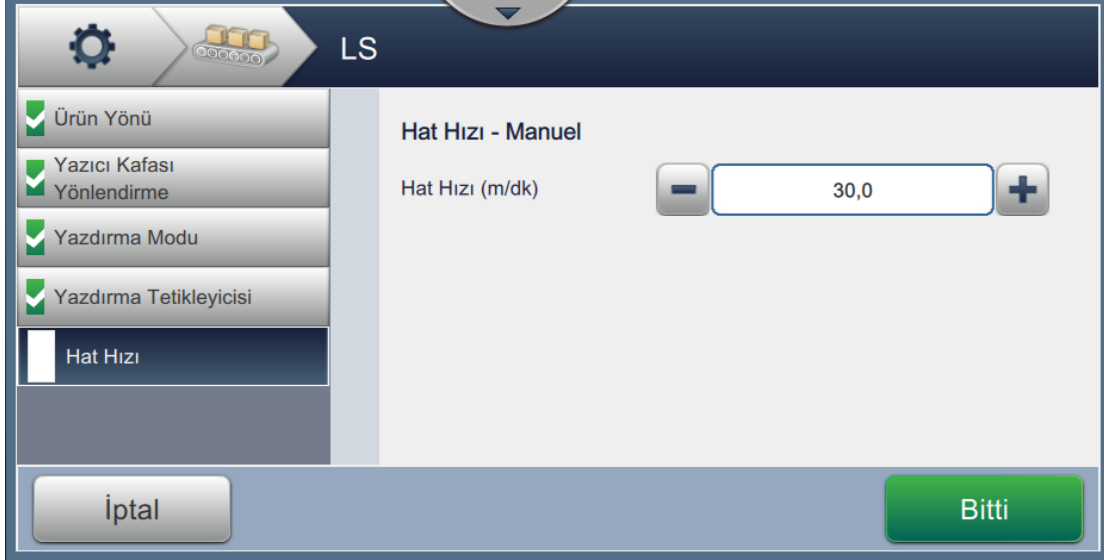 LS
Ürün Yönü
Yazıcı Kafası
Yönlendirme
Yazdırma Modu
Yazdırma Tetikleyicisi
Hat Hızı
Hat Hızı - Manuel
Hat Hızı (m/dk)
30,0
İptal
Bitti